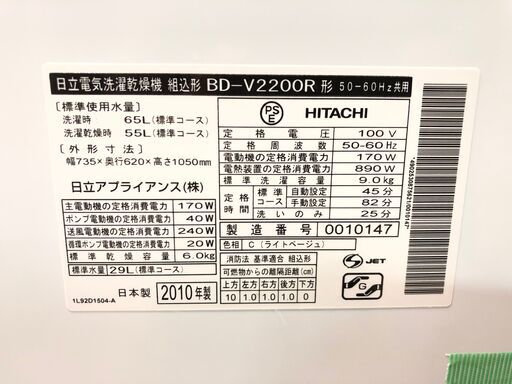 日立電気洗濯乾燥機 組込形 BD-V2200R 形 50-60Hz共用
[標準使用水量]
洗濯時 65L(標準コース)
洗濯乾燥時 55L(標準コース)
[外形寸法]
幅735×奥行620×高さ1050mm
日立アプライアンス(株)
主電動機の定格消費電力 170W
ポンプ電動機の定格消費電力 40W
送風電動機の定格消費電力 240W
循環ポンプ電動機の定格消費電力 20W
標準乾燥容量 6.0kg
標準水量 29L(標準コース)
日本製 2010年製
1L92D1504-A
PSE HITACHI
定格電圧 100V
定格周波数 50-60Hz
電動機の定格消費電力 170W
電熱装置の定格消費電力 890W
標準洗濯容量 9.0kg
定格時間 標準コース 自動設定 45分
手動設定 82分
洗いのみ 25分
製造番号 0010147
色相 C(ライトベージュ)
消防法 基準適合 組込形
可燃物からの離隔距離(cm)
上方 左方 右方 前方 後方 下方
10 1.0 1.0 1.0 1.0 0
S JET